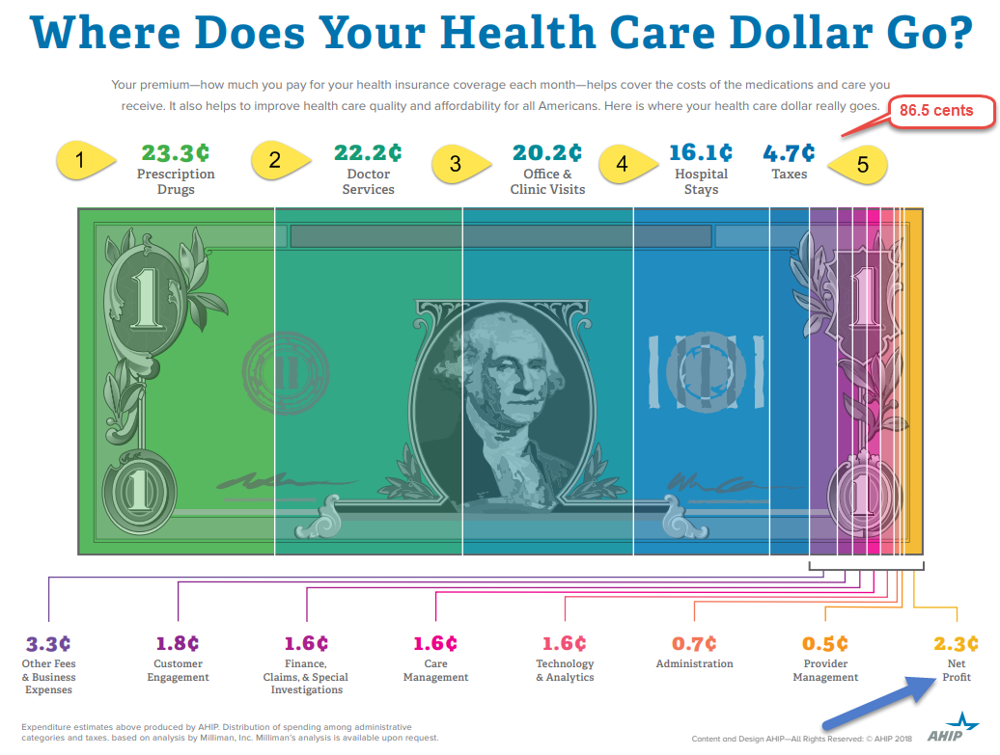 Where Does Your Health Care Dollar Go?
Your premium—how much you pay for your health insurance coverage each month—helps cover the costs of the medications and care you
receive. It also helps to improve health care quality and affordability for all Americans. Here is where your health care dollar really goes.
86.5 cents
1
23.3¢
Prescription
Drugs
2
22.2¢
Doctor
Services
3
20.2¢
Office &
Clinic Visits
4
16.1¢
Hospital
Stays
4.7¢
Taxes
5
1
1
1
1
3.3¢
Other Fees
& Business
Expenses
1.8¢
Customer
Engagement
1.6¢
Finance,
Claims, & Special
Investigations
1.6¢
Care
Management
1.6¢
Technology
& Analytics
0.7¢
Administration
0.5¢
Provider
Management
2.3¢
Net
Profit
Expenditure estimates above produced by AHIP. Distribution of spending among administrative
categories and taxes. based on analysis by Milliman, Inc. Milliman's analysis is available upon request.
Content and Design AHIP—All Rights Reserved: © AHIP 2018
AHIP